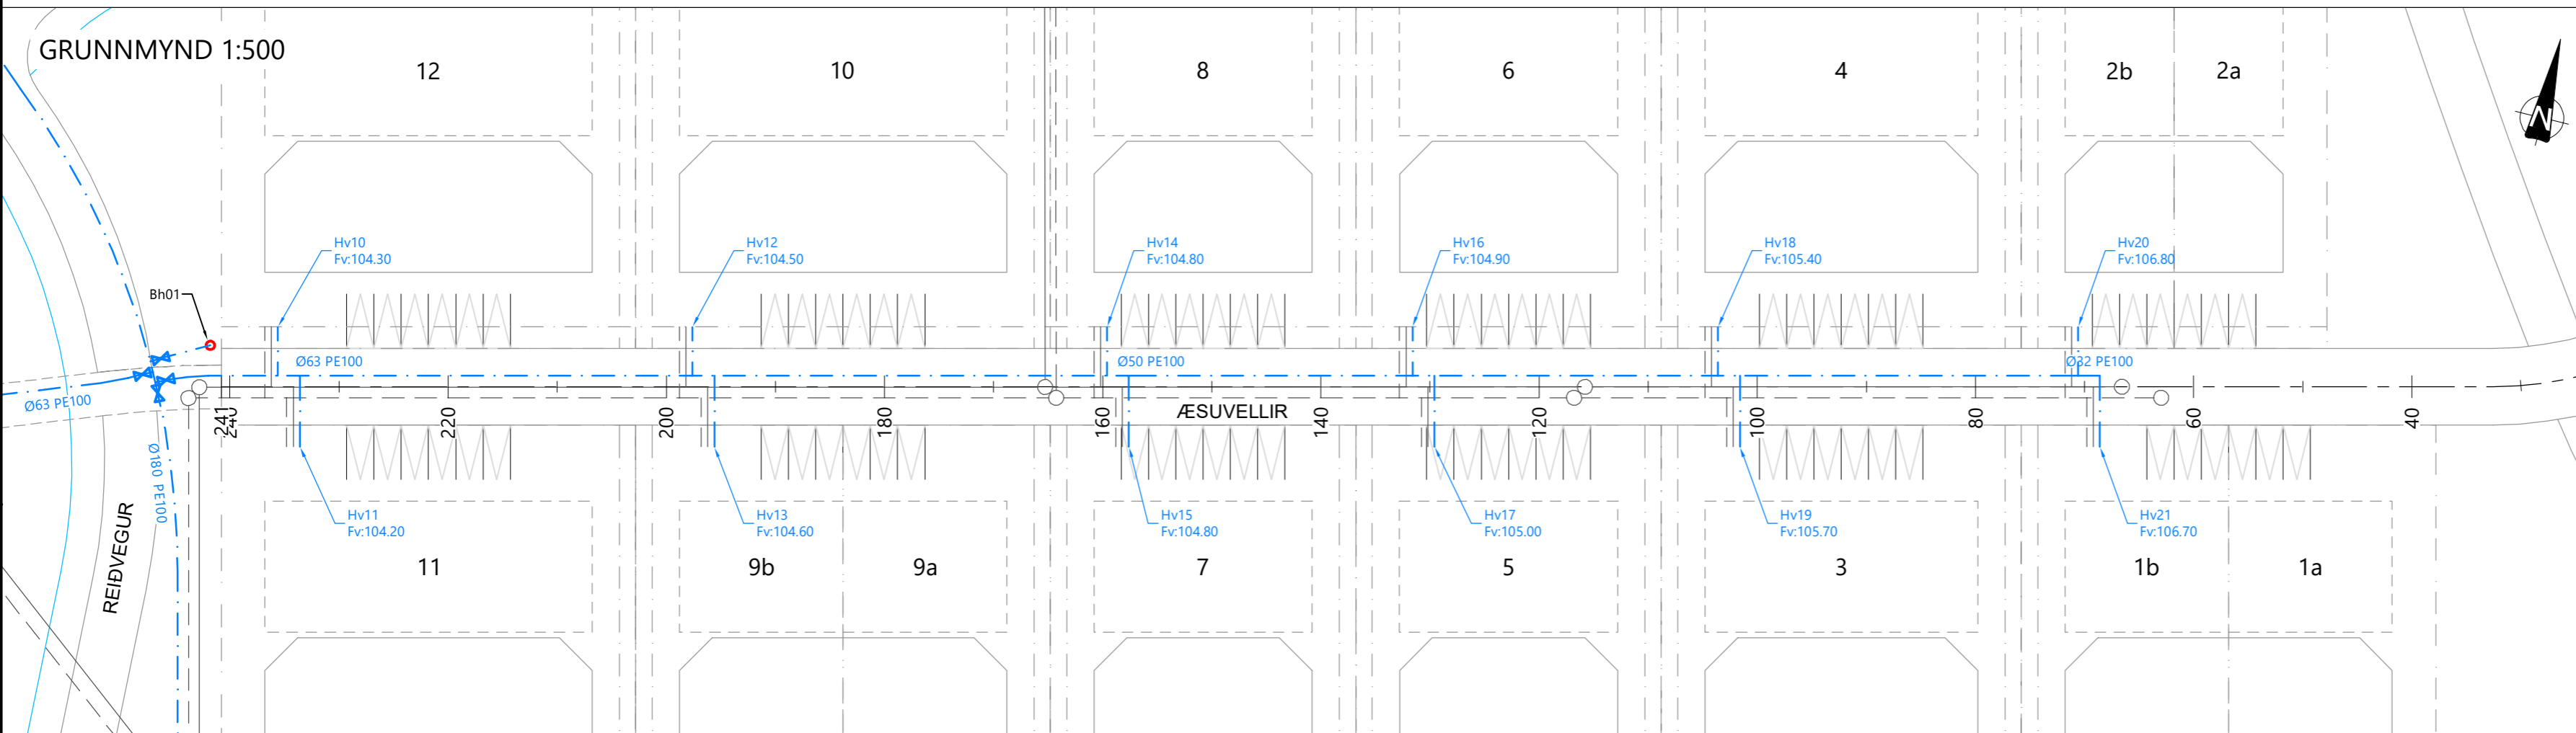 GRUNNMYND 1:500
12
10
8
6
4
2b
2a
N
Hv10
Fv:104.30
Hv12
Fv:104.50
Hv14
Fv:104.80
Hv16
Fv:104.90
Hv18
Fv:105.40
Hv20
Fv:106.80
Bh01
Ø63 PE100
Ø50 PE100
Ø32 PE100
Ø63 PE100
241
240
220
200
180
160
ÆSUVELLIR
140
120
100
80
60
40
Ø180 PE100
REIÐVEGUR
Hv11
Fv:104.20
Hv13
Fv:104.60
Hv15
Fv:104.80
Hv17
Fv:105.00
Hv19
Fv:105.70
Hv21
Fv:106.70
11
9b
9a
7
5
3
1b
1a